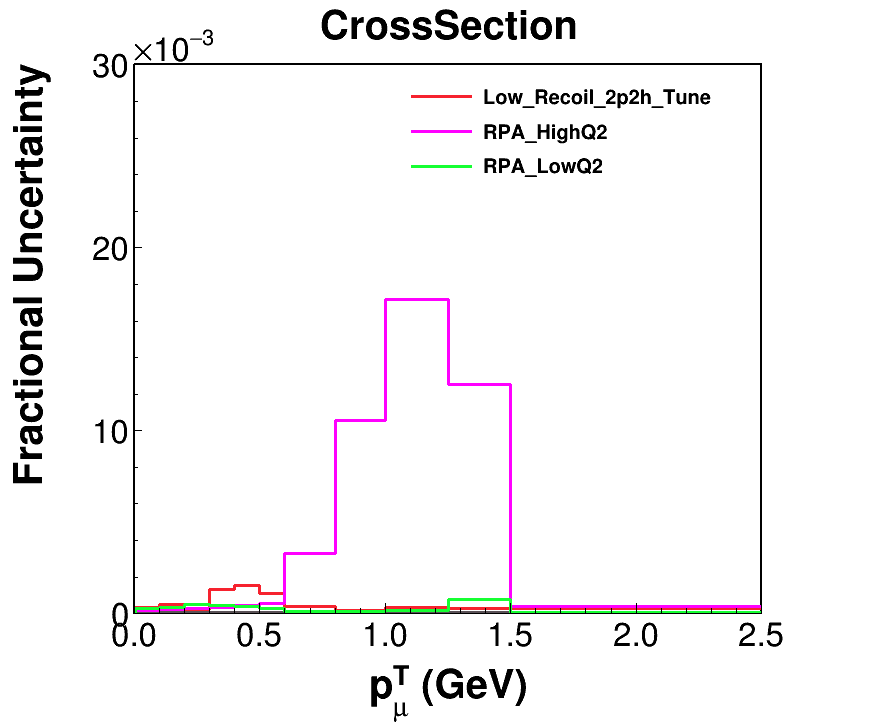 CrossSection
×10⁻³
Fractional Uncertainty
30
20
10
0
Low_Recoil_2p2h_Tune
RPA_HighQ2
RPA_LowQ2
0.0 0.5 1.0 1.5 2.0 2.5
p_μ^T (GeV)